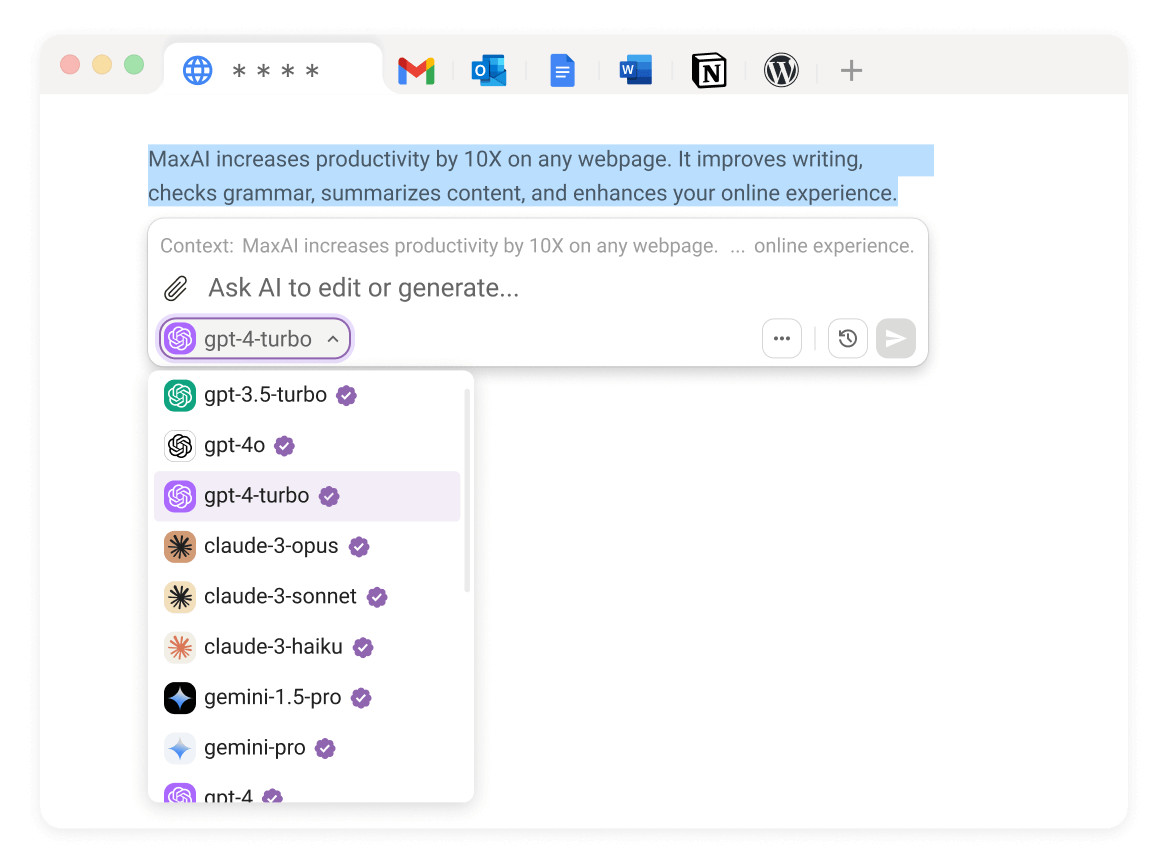 * * * *
MaxAI increases productivity by 10X on any webpage. It improves writing,
checks grammar, summarizes content, and enhances your online experience.
Context: MaxAI increases productivity by 10X on any webpage. ... online experience.
Ask AI to edit or generate...
gpt-4-turbo
gpt-3.5-turbo
gpt-4o
gpt-4-turbo
claude-3-opus
claude-3-sonnet
claude-3-haiku
gemini-1.5-pro
gemini-pro
gpt-4